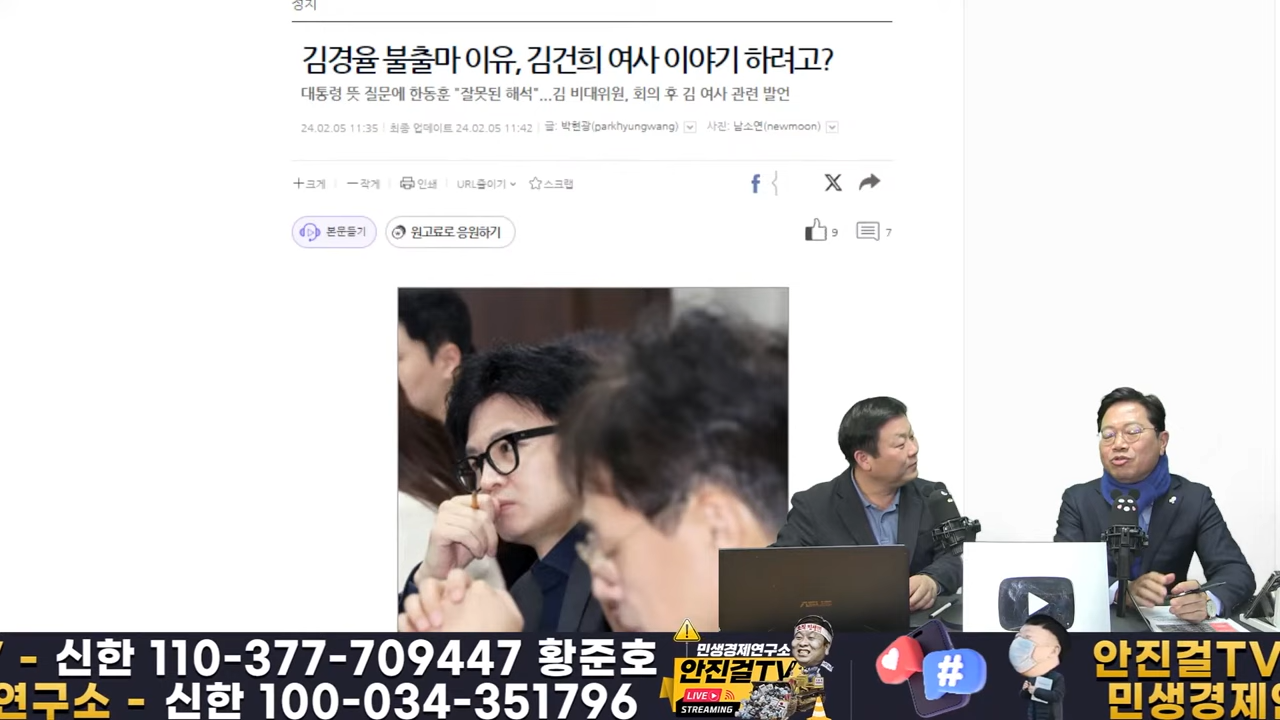 정치
김경율 불출마 이유, 김건희 여사 이야기 하려고?
대통령 뜻 질문에 한동훈 "잘못된 해석"...김 비대위원, 회의 후 김 여사 관련 발언
24.02.05 11:35 | 최종 업데이트 24.02.05 11:42 | 글: 박현광(parkhyungwang) 사진: 남소연(newmoon)
+크게 -작게 인쇄 URL줄이기 스크랩
본문듣기 원고료로 응원하기 9 7
ASUS
V - 신한 110-377-709447 황준호
연구소 - 신한 100-034-351796
민생경제연구소
안진걸TV
LIVE
STREAMING
#
안진걸TV
민생경제연